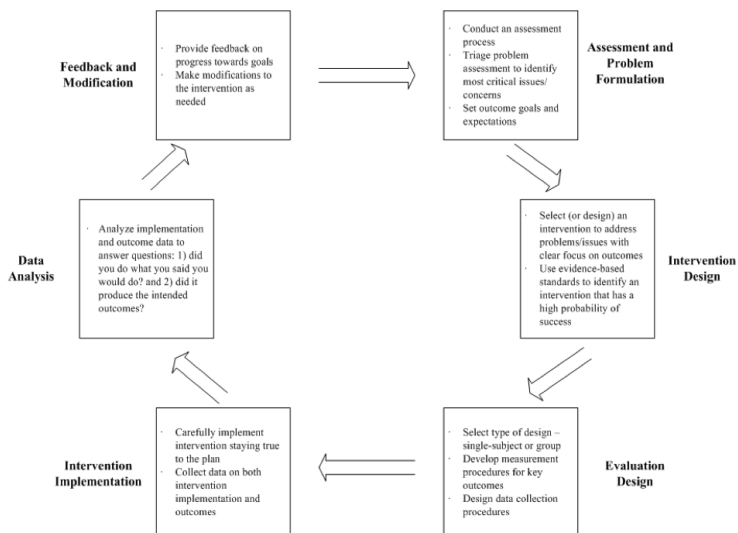 Feedback and
Modification
· Provide feedback on
progress towards goals
· Make modifications to
the intervention as
needed
· Conduct an assessment
process
· Triage problem
assessment to identify
most critical issues/
concerns
· Set outcome goals and
expectations
Assessment and
Problem
Formulation
Data
Analysis
· Analyze implementation
and outcome data to
answer questions: 1) did
you do what you said you
would do? and 2) did it
produce the intended
outcomes?
· Select (or design) an
intervention to address
problems/issues with
clear focus on outcomes
· Use evidence-based
standards to identify an
intervention that has a
high probability of
success
Intervention
Design
Intervention
Implementation
· Carefully implement
intervention staying true
to the plan
· Collect data on both
intervention
implementation and
outcomes
· Select type of design –
single-subject or group
· Develop measurement
procedures for key
outcomes
· Design data collection
procedures
Evaluation
Design